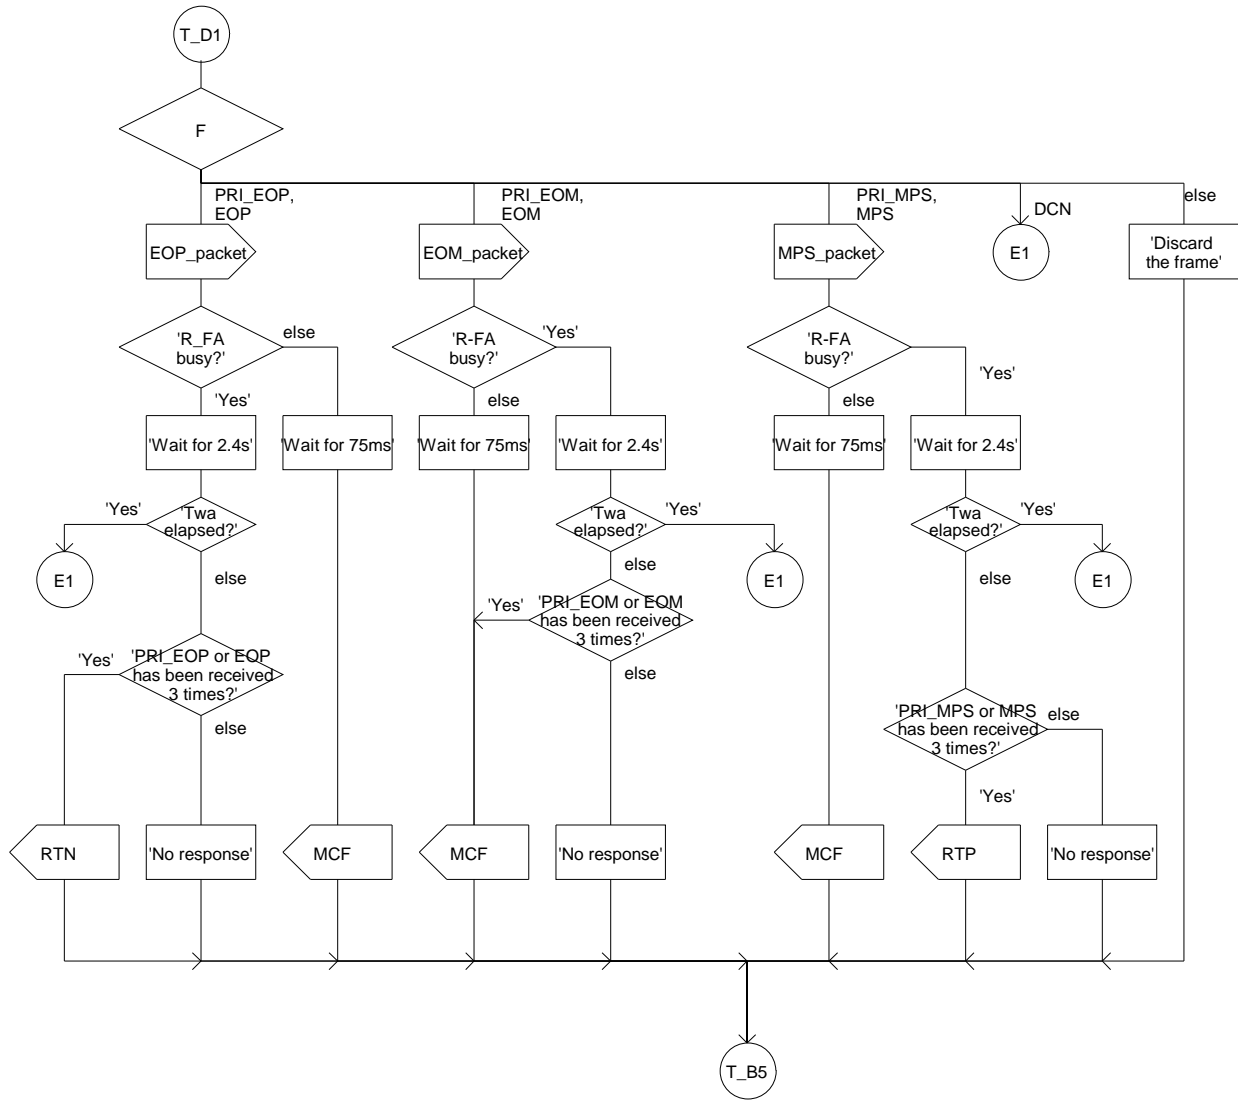 T_D1
F
PRI_EOP,
EOP
PRI_EOM,
EOM
PRI_MPS,
MPS
DCN
else
EOP_packet
EOM_packet
MPS_packet
E1
'Discard
the frame'
'R_FA
busy?'
else
'R-FA
busy?'
'Yes'
'R-FA
busy?'
'Yes'
'Yes'
else
else
'Wait for 2.4s'
'Wait for 75ms'
'Wait for 75ms'
'Wait for 2.4s'
'Wait for 75ms'
'Wait for 2.4s'
'Yes'
'Twa
elapsed?'
'Twa
elapsed?'
'Yes'
'Twa
elapsed?'
'Yes'
E1
else
else
E1
else
E1
'Yes'
'PRI_EOM or EOM
has been received
3 times?'
else
'Yes'
'PRI_EOP or EOP
has been received
3 times?'
else
'PRI_MPS or MPS
has been received
3 times?'
else
'Yes'
RTN
'No response'
MCF
MCF
'No response'
MCF
RTP
'No response'
T_B5